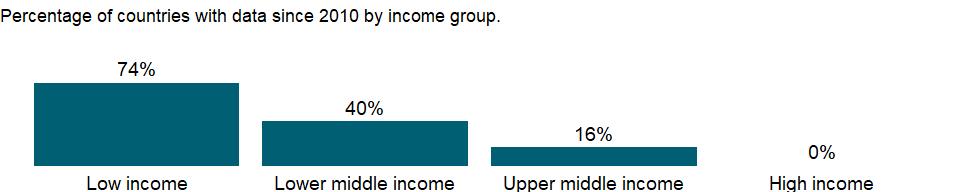 Percentage of countries with data since 2010 by income group.
74%
40%
16%
0%
Low income
Lower middle income
Upper middle income
High income